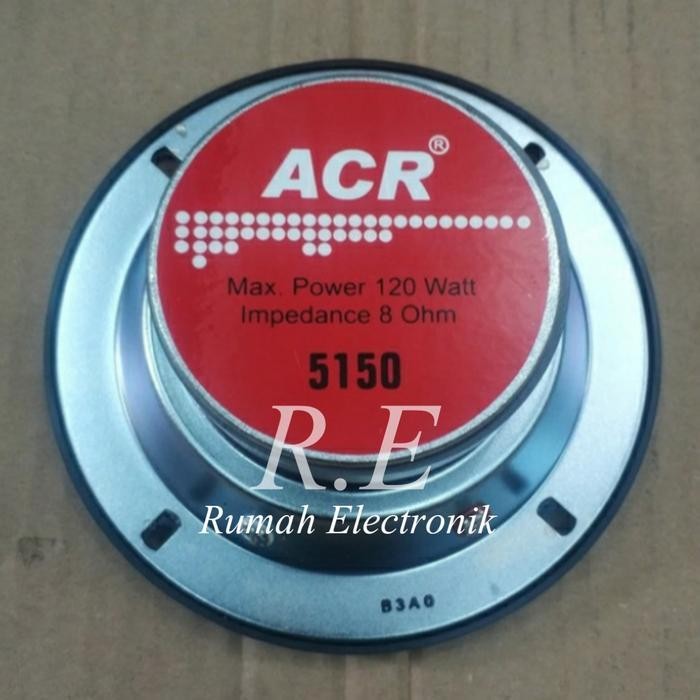 ACR®
Max. Power 120 Watt
Impedance 8 Ohm
5150
R.E
Rumah Electronik
B3A0